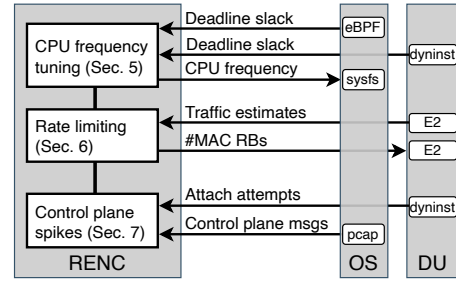 Deadline slack
eBPF
CPU frequency
tuning (Sec. 5)
Deadline slack
dyninst
CPU frequency
sysfs
Traffic estimates
E2
Rate limiting
(Sec. 6)
#MAC RBs
E2
Attach attempts
dyninst
Control plane
spikes (Sec. 7)
Control plane msgs
pcap
RENC
OS
DU